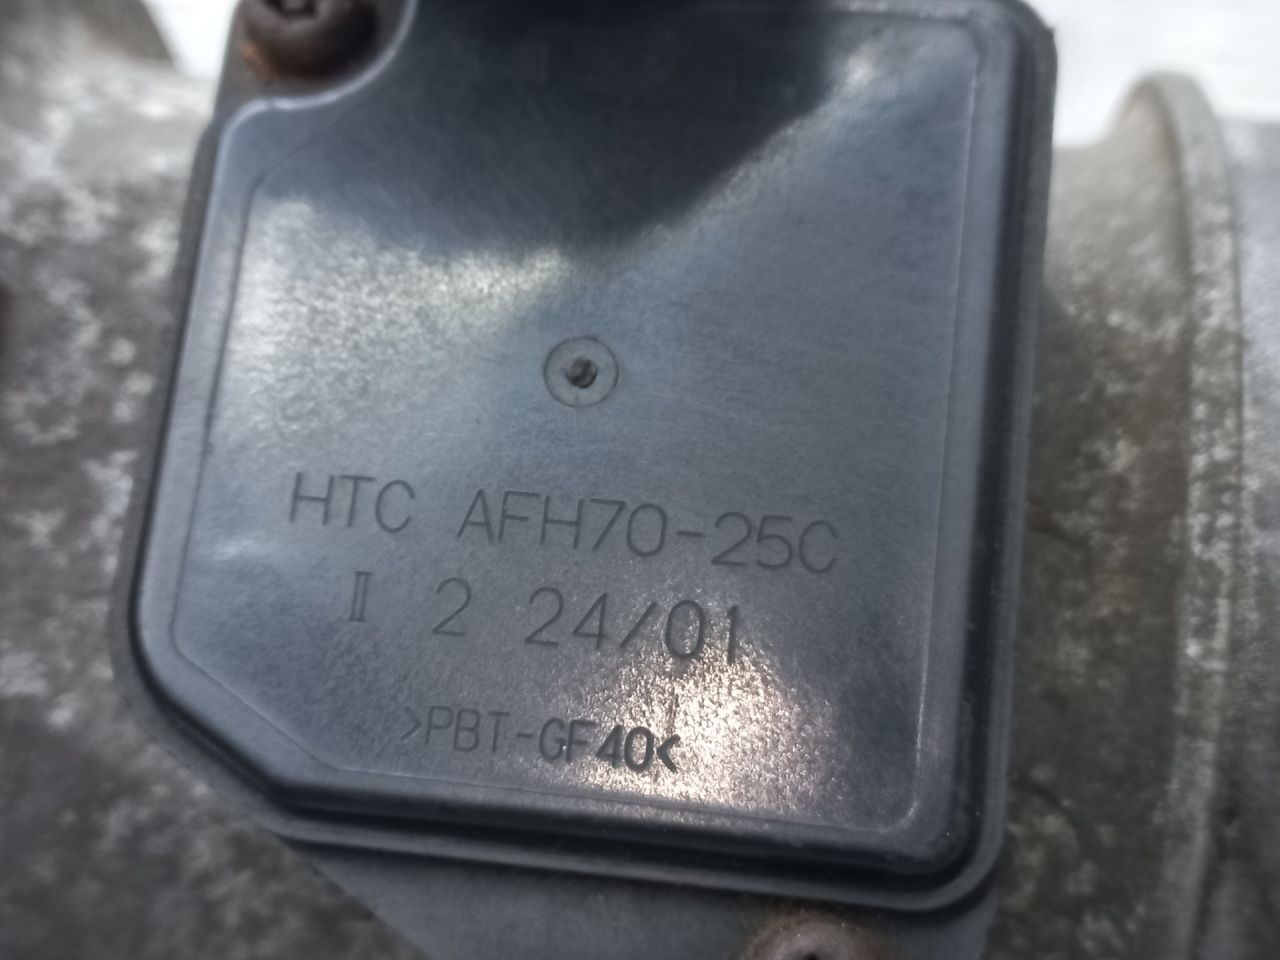 HTC AFH70-25C
II 2 24/01
>PBT-GF40<